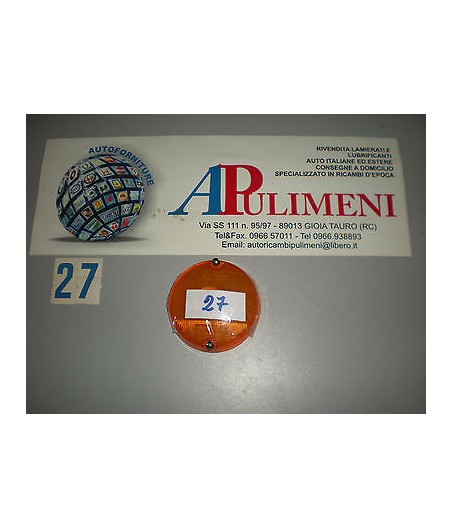 AUTOFORNITURE
RIVENDITA LAMIERATI E
LUBRIFICANTI
AUTO ITALIANE ED ESTERE
CONSEGNE A DOMICILIO
SPECIALIZZATO IN RICAMBI D'EPOCA
APULIMENI
Via SS 111 n. 95/97 - 89013 GIOIA TAURO (RC)
Tel&Fax. 0966 57011 - Tel 0966.938893
Email: autoricambipulimeni@libero.it
27
27